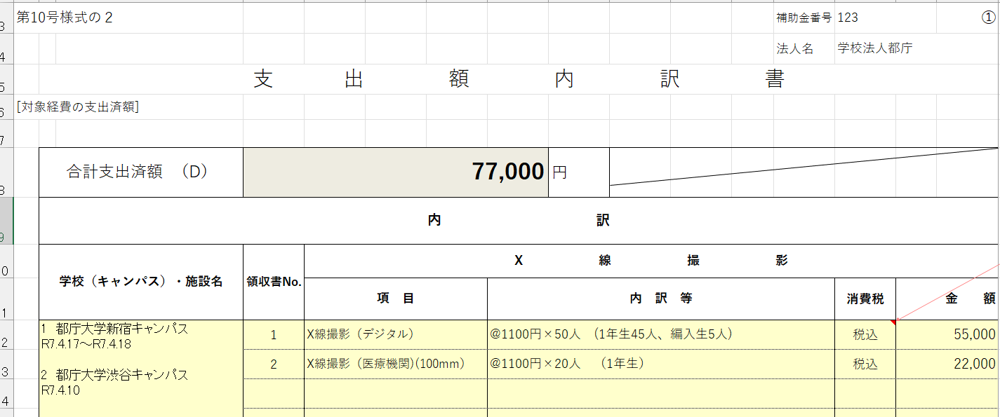 第10号様式の２
補助金番号 123 ①
法人名 学校法人都庁
支出額内訳書
[対象経費の支出済額]
合計支出済額 （D） 77,000 円
内訳
学校（キャンパス）・施設名 領収書No. X線撮影
項目 内訳等 消費税 金額
1 都庁大学新宿キャンパス
R7.4.17～R7.4.18
1 X線撮影（デジタル） @1100円×50人 （1年生45人、編入生5人） 税込 55,000
2 X線撮影（医療機関）(100mm） @1100円×20人 （1年生） 税込 22,000
2 都庁大学渋谷キャンパス
R7.4.10